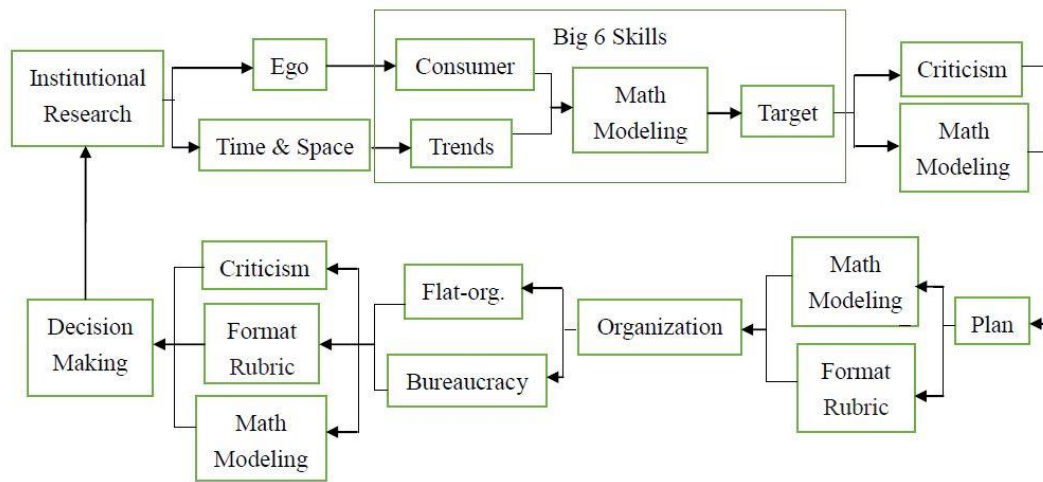 Big 6 Skills
Institutional
Research
Ego
Time & Space
Consumer
Trends
Math
Modeling
Target
Criticism
Math
Modeling
Plan
Math
Modeling
Format
Rubric
Organization
Flat-org.
Bureaucracy
Criticism
Format
Rubric
Math
Modeling
Decision
Making